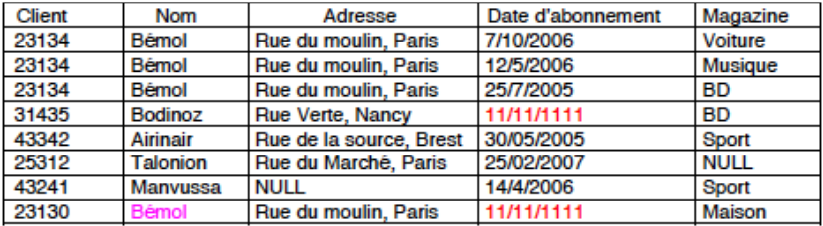 Client Nom Adresse Date d'abonnement Magazine
23134 Bémol Rue du moulin, Paris 7/10/2006 Voiture
23134 Bémol Rue du moulin, Paris 12/5/2006 Musique
23134 Bémol Rue du moulin, Paris 25/7/2005 BD
31435 Bodinoz Rue Verte, Nancy 11/11/1111 BD
43342 Airinair Rue de la source, Brest 30/05/2005 Sport
25312 Talonion Rue du Marché, Paris 25/02/2007 NULL
43241 Manvussa NULL 14/4/2006 Sport
23130 Bémol Rue du moulin, Paris 11/11/1111 Maison